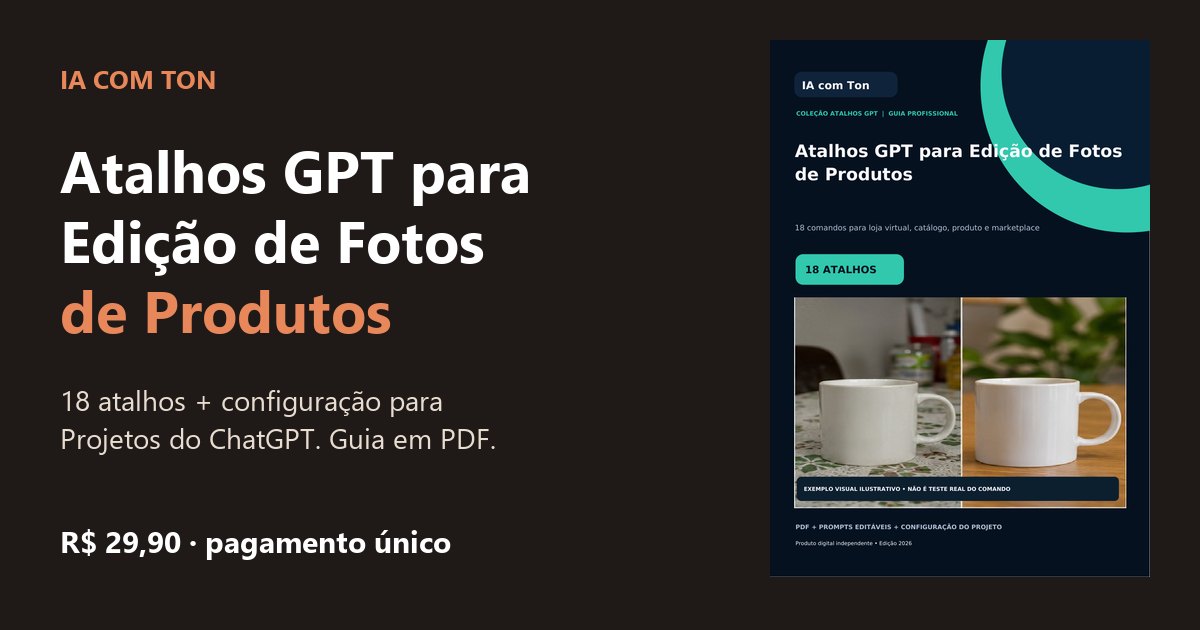 IA COM TON
Atalhos GPT para
Edição de Fotos
de Produtos
18 atalhos + configuração para
Projetos do ChatGPT. Guia em PDF.
R$ 29,90 · pagamento único
IA com Ton
COLEÇÃO ATALHOS GPT | GUIA PROFISSIONAL
Atalhos GPT para Edição de Fotos
de Produtos
18 comandos para loja virtual, catálogo, produto e marketplace
18 ATALHOS
EXEMPLO VISUAL ILUSTRATIVO • NÃO É TESTE REAL DO COMANDO
PDF + PROMPTS EDITÁVEIS + CONFIGURAÇÃO DO PROJETO
Produto digital independente • Edição 2026